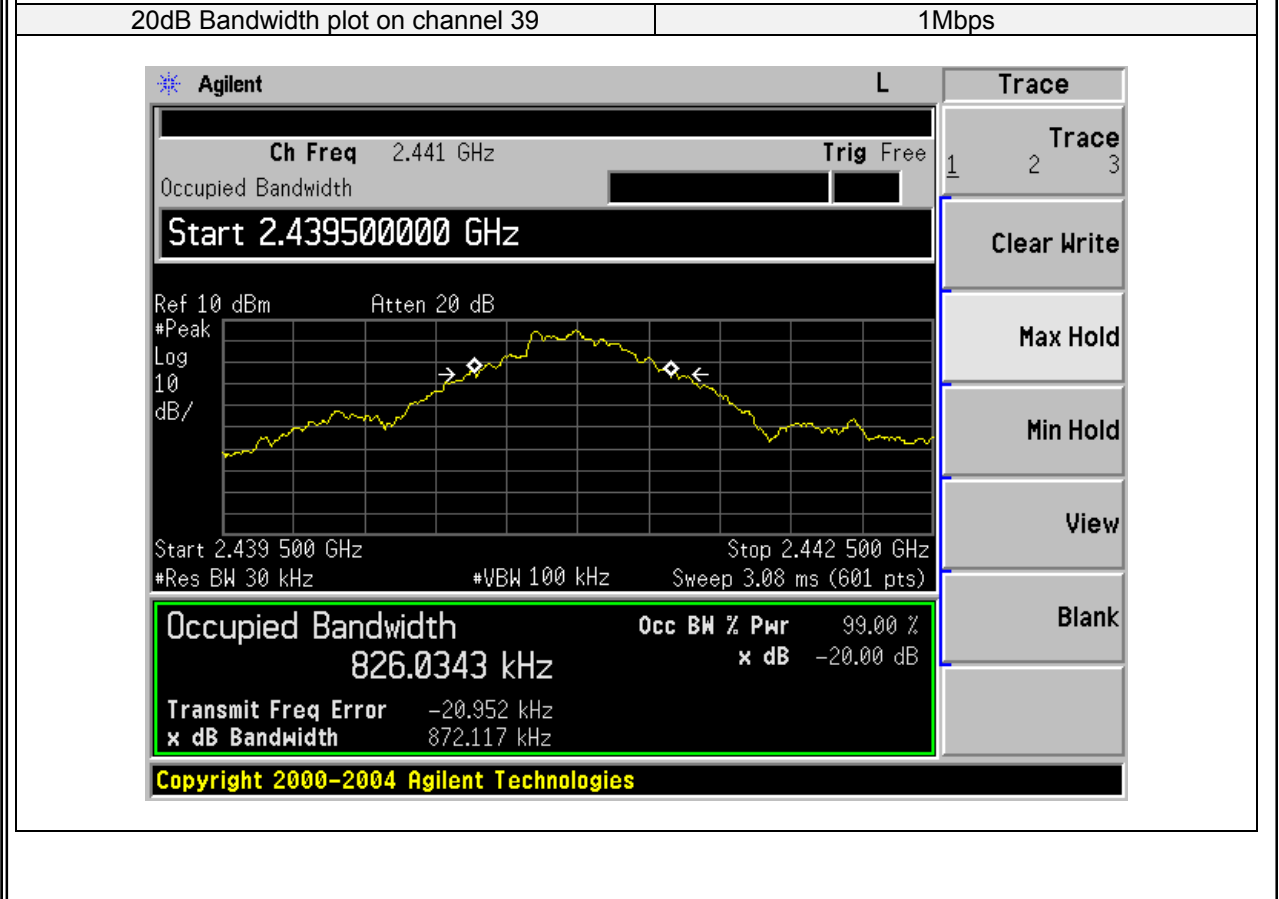 20dB Bandwidth plot on channel 39 1Mbps
Agilent L Trace
Ch Freq 2.441 GHz Trig Free
Occupied Bandwidth
Trace
1 2 3
Start 2.439500000 GHz
Clear Write
Ref 10 dBm Atten 20 dB
#Peak
Log
10
dB/
Max Hold
Min Hold
View
Start 2.439 500 GHz Stop 2.442 500 GHz
#Res BW 30 kHz #VBW 100 kHz Sweep 3.08 ms (601 pts)
Occupied Bandwidth Occ BW % Pwr 99.00 %
826.0343 kHz x dB -20.00 dB
Blank
Transmit Freq Error -20.952 kHz
x dB Bandwidth 872.117 kHz
Copyright 2000-2004 Agilent Technologies